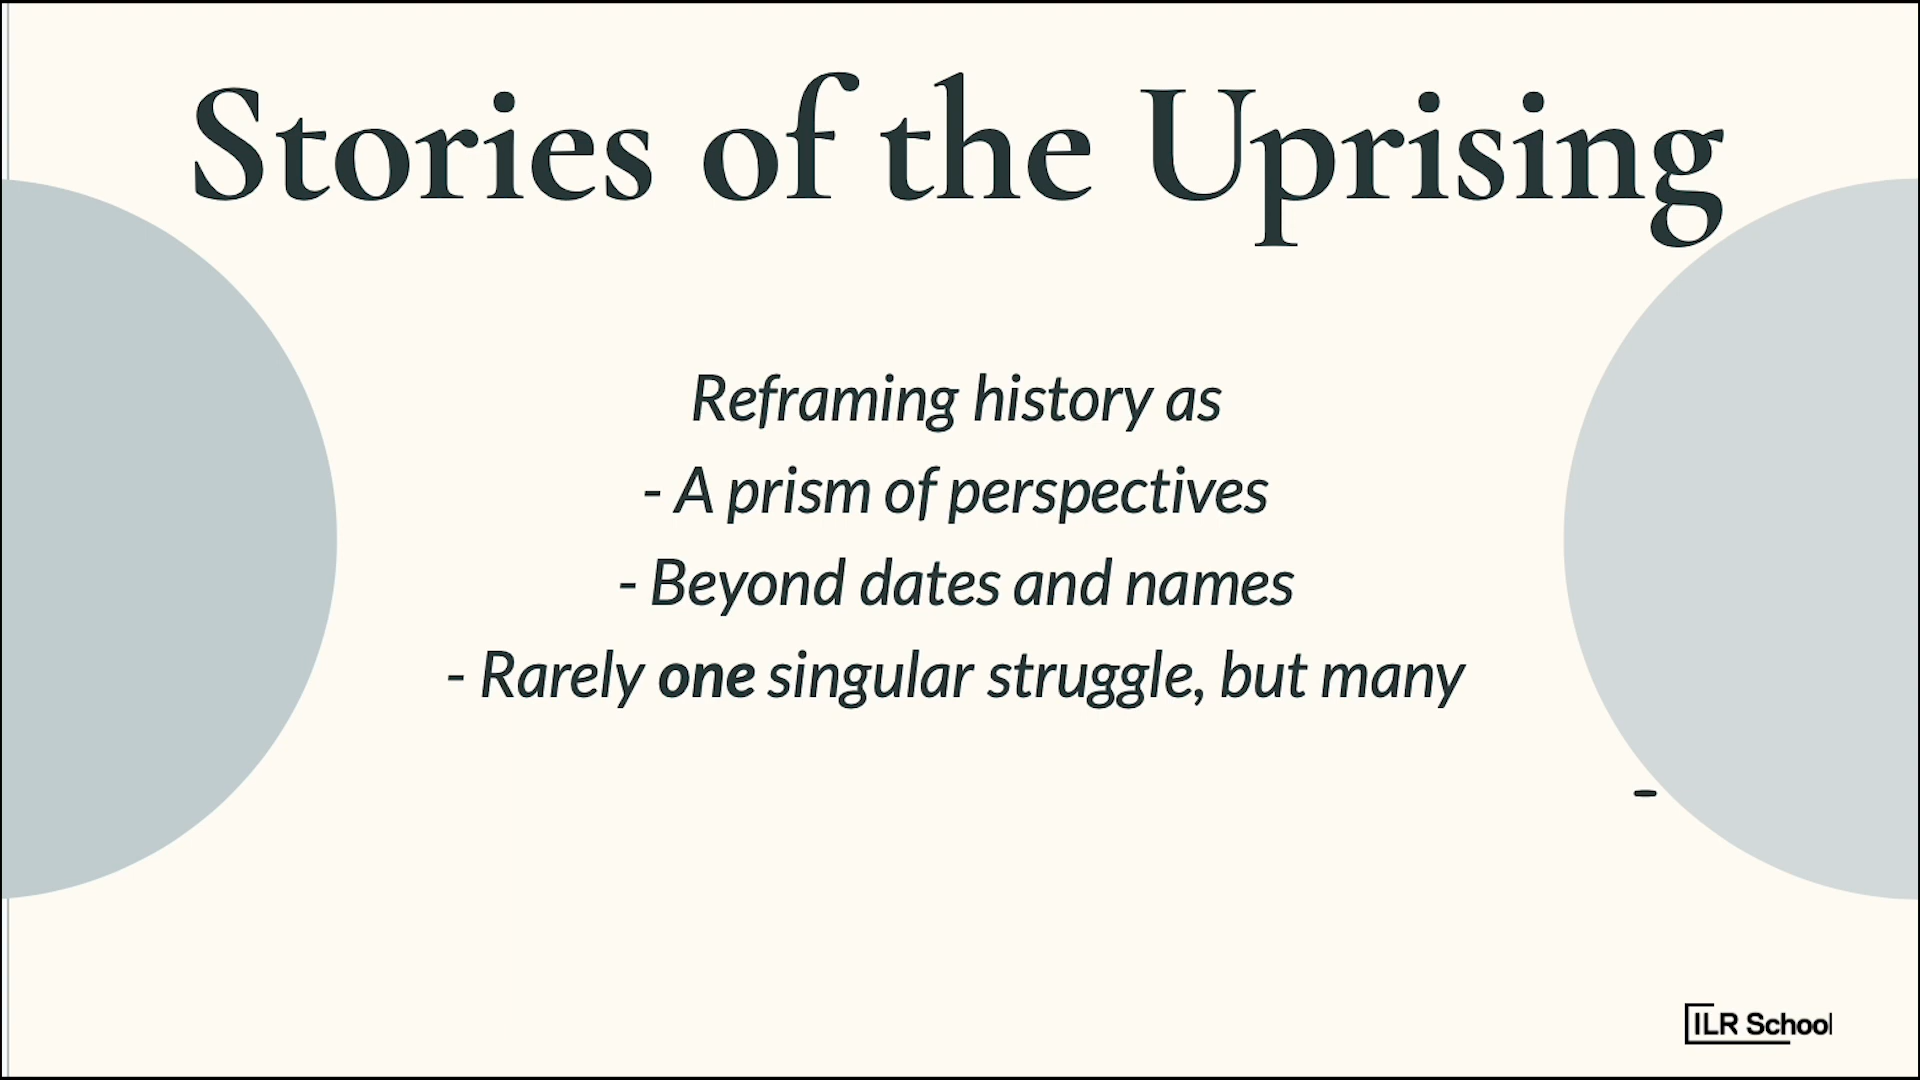 Stories of the Uprising
Reframing history as
- A prism of perspectives
- Beyond dates and names
- Rarely one singular struggle, but many
-
ILR School